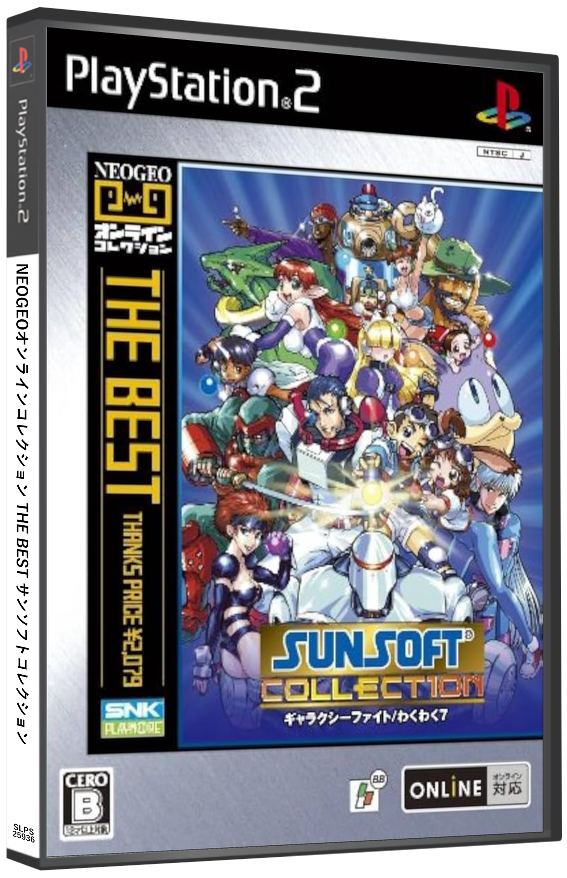 PlayStation.2
NEOGEOオンラインコレクション THE BEST サンソフトコレクション
SLPS
25936
PlayStation®2
NTSC J
NEOGEO
オンライン
コレクション
THE BEST THANKS PRICE ¥2,079
SNK
PLAYMORE
SUNSOFT®
COLLECTION
ギャラクシーファイト/わくわく7
CERO
B
BB
ONLiNE
オンライン
対応